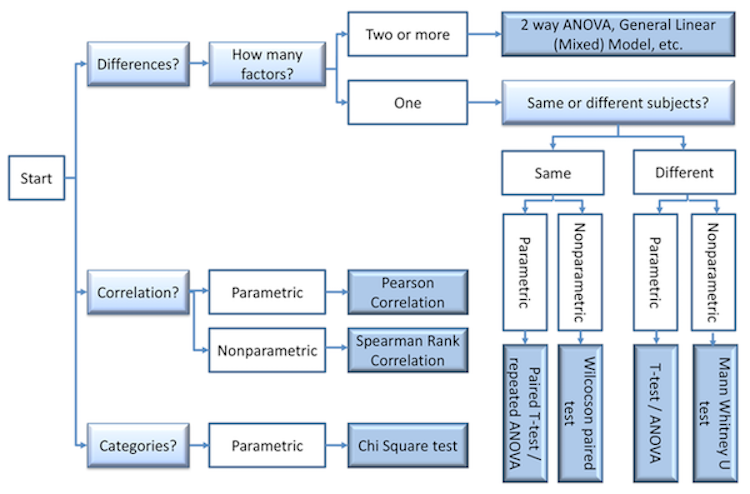 Start
Differences?
How many
factors?
Two or more
2 way ANOVA, General Linear
(Mixed) Model, etc.
One
Same or different subjects?
Same
Different
Parametric
Nonparametric
Parametric
Nonparametric
Paired T-test /
repeated ANOVA
Wilcocson paired
test
T-test / ANOVA
Mann Whitney U
test
Correlation?
Parametric
Pearson
Correlation
Nonparametric
Spearman Rank
Correlation
Categories?
Parametric
Chi Square test